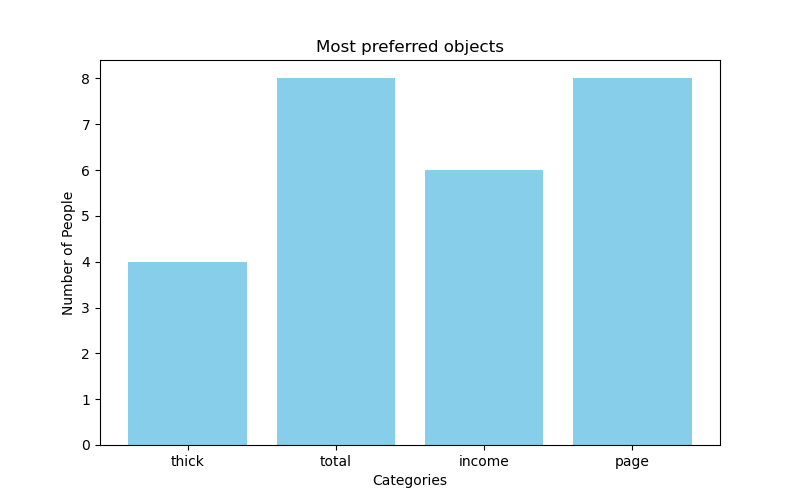 Most preferred objects
Number of People
8
7
6
5
4
3
2
1
0
thick total income page
Categories